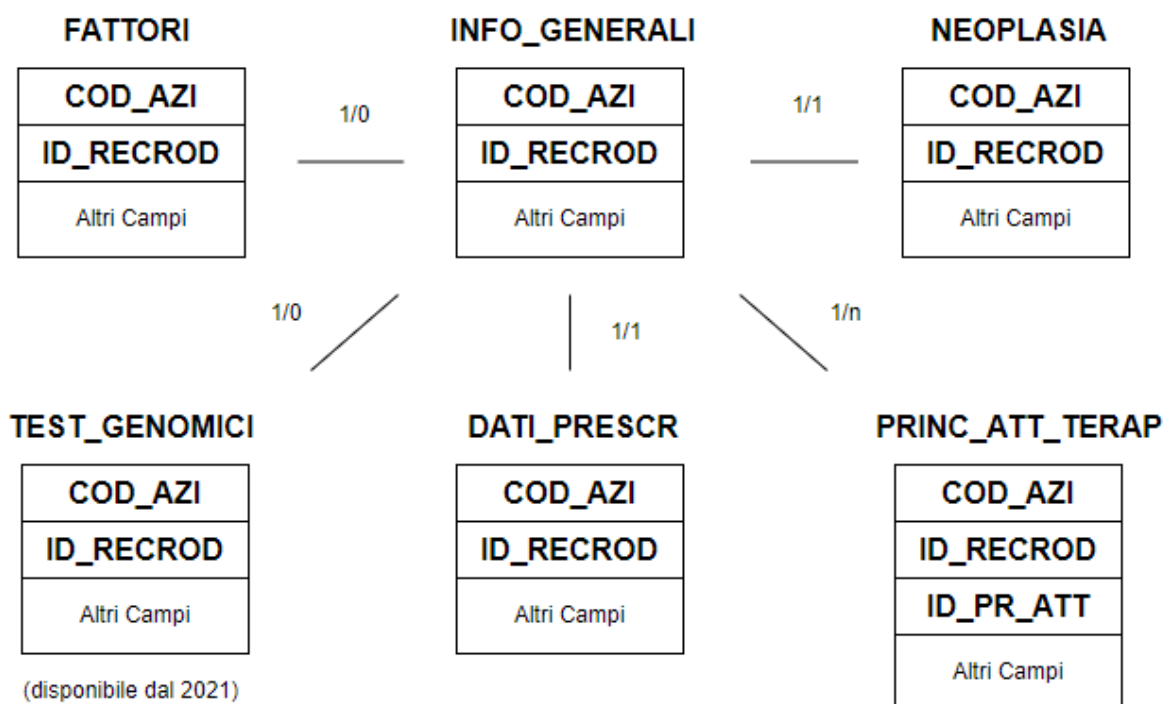 FATTORI
COD_AZI
ID_RECROD
Altri Campi
1/0
INFO_GENERALI
COD_AZI
ID_RECROD
Altri Campi
1/1
NEOPLASIA
COD_AZI
ID_RECROD
Altri Campi
1/0
1/1
1/n
TEST_GENOMICI
COD_AZI
ID_RECROD
Altri Campi
(disponibile dal 2021)
DATI_PRESCR
COD_AZI
ID_RECROD
Altri Campi
PRINC_ATT_TERAP
COD_AZI
ID_RECROD
ID_PR_ATT
Altri Campi